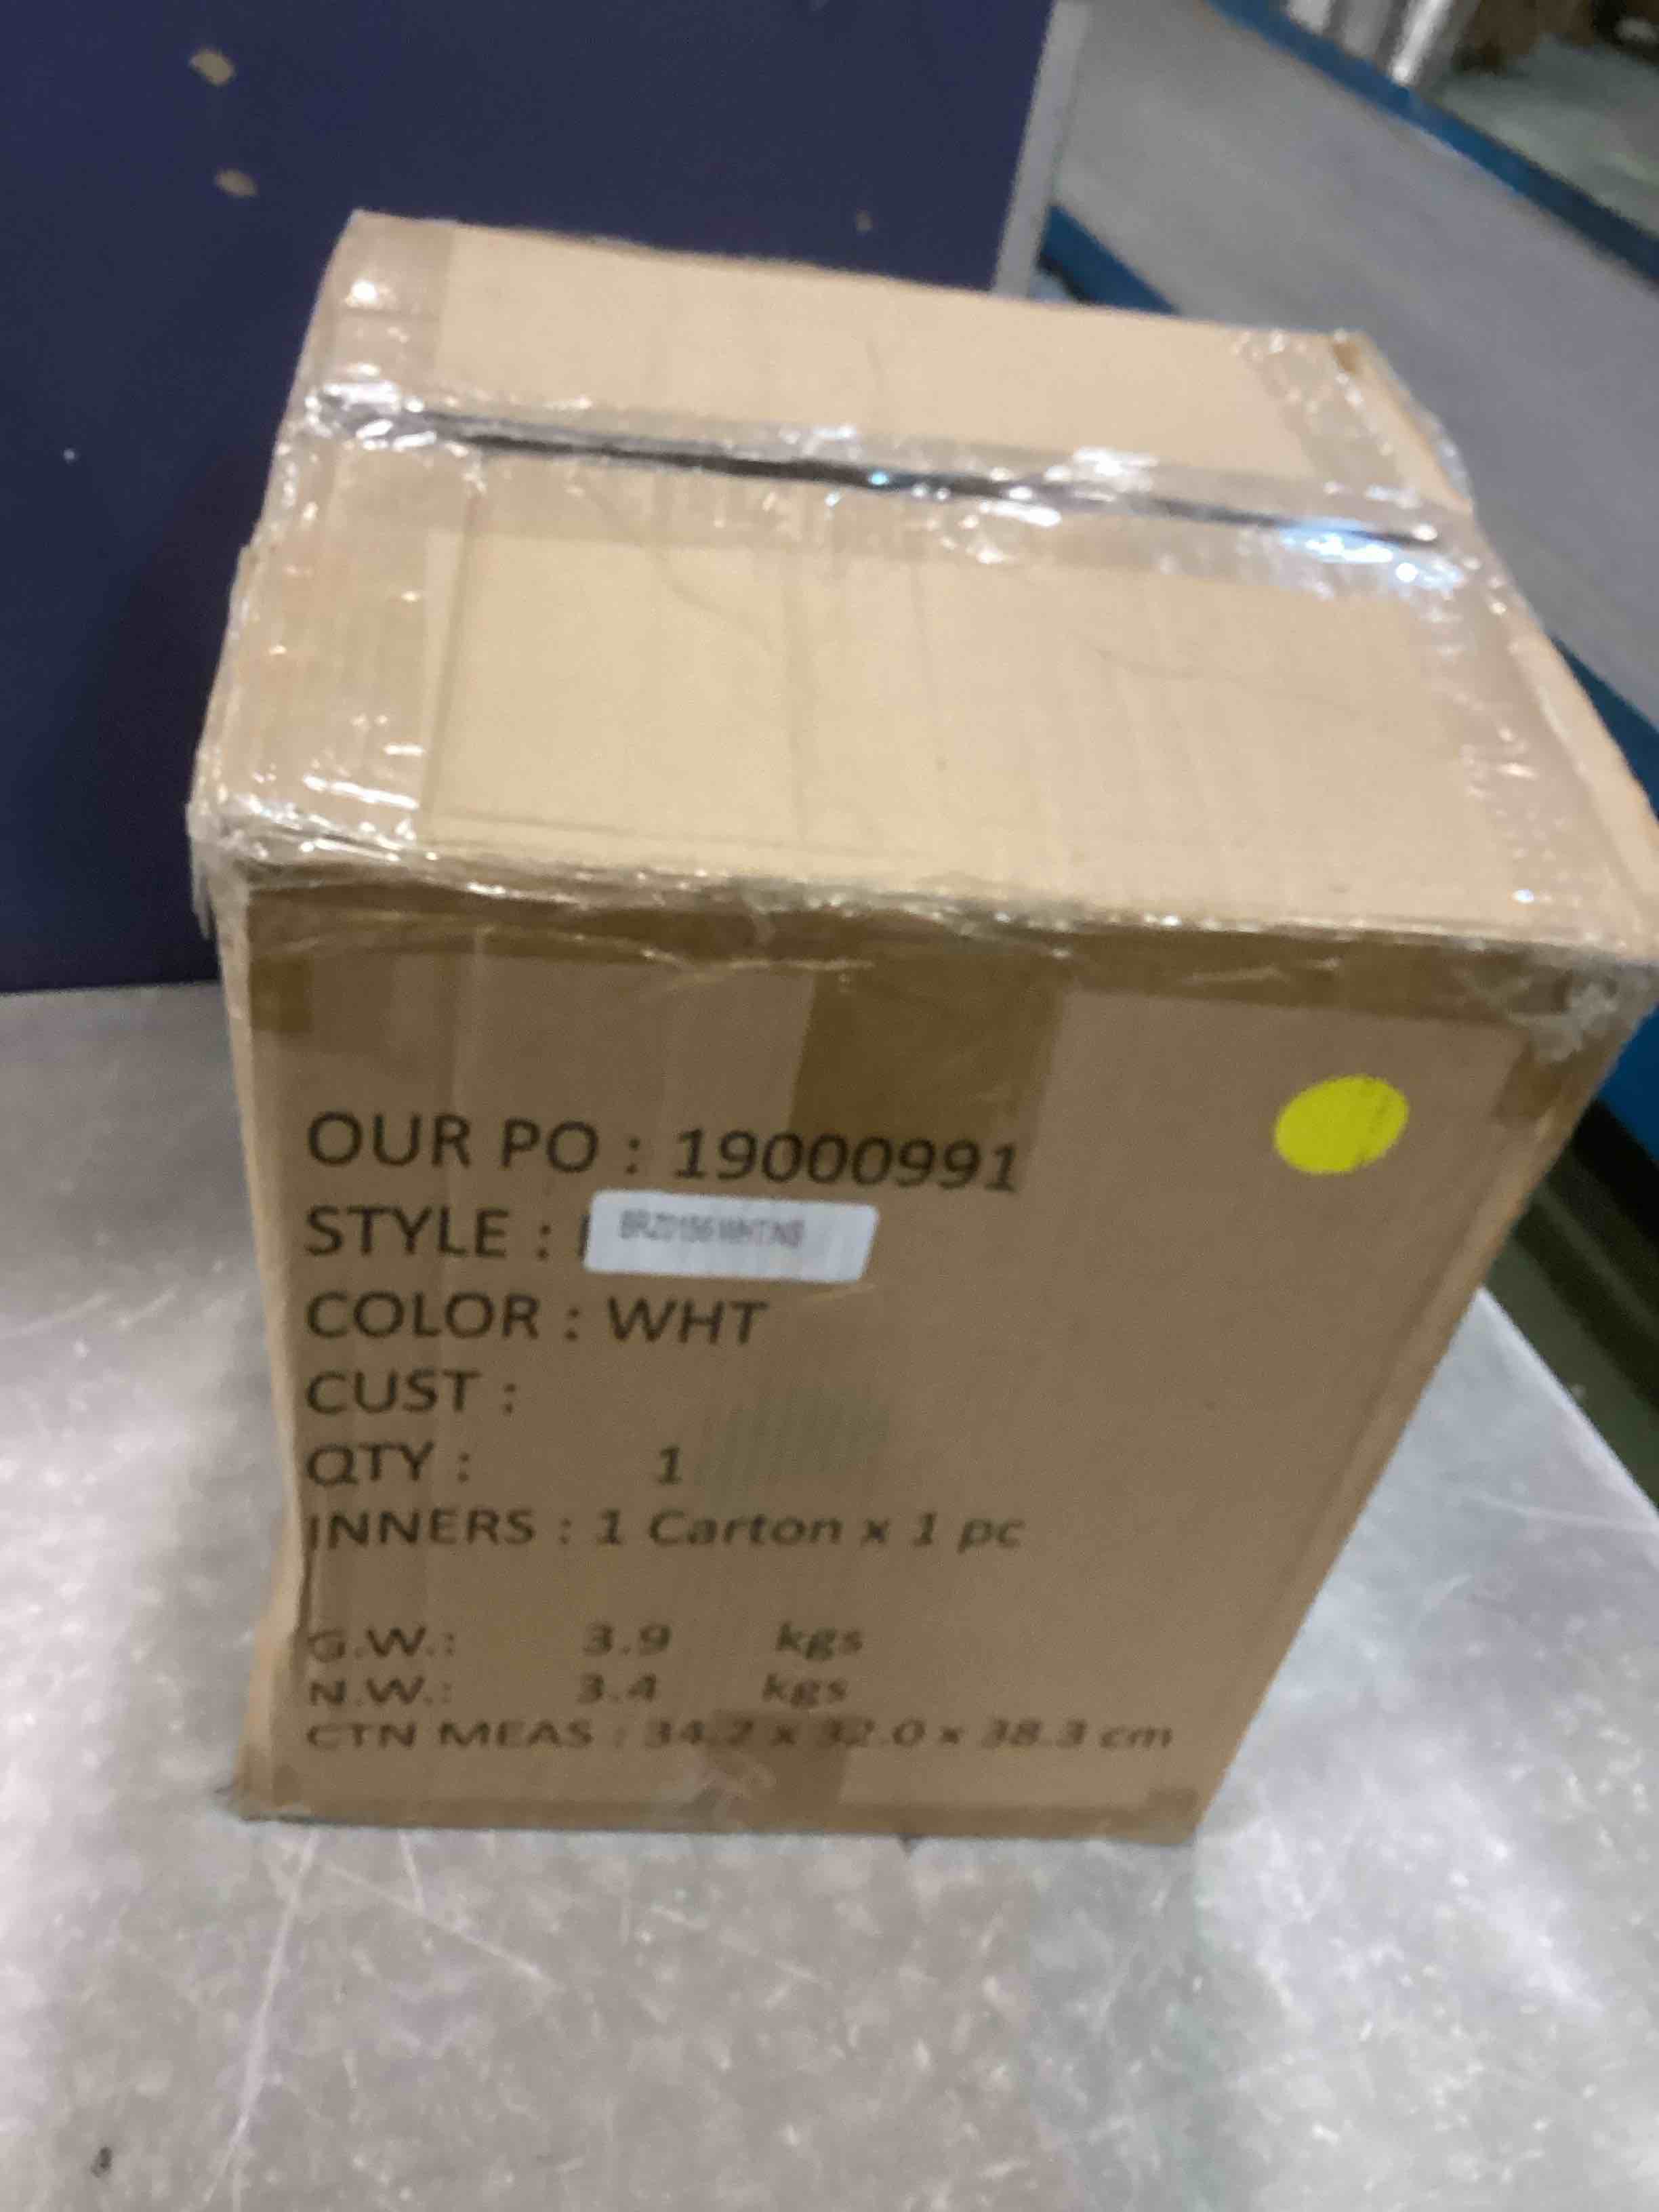 OUR PO : 19000991
STYLE :
COLOR : WHT
CUST :
QTY : 1
INNERS : 1 Carton x 1 pc
G.W.: 3.9 kgs
N.W.: 3.4 kgs
CTN MEAS : 34.2 x 32.0 x 38.3 cm